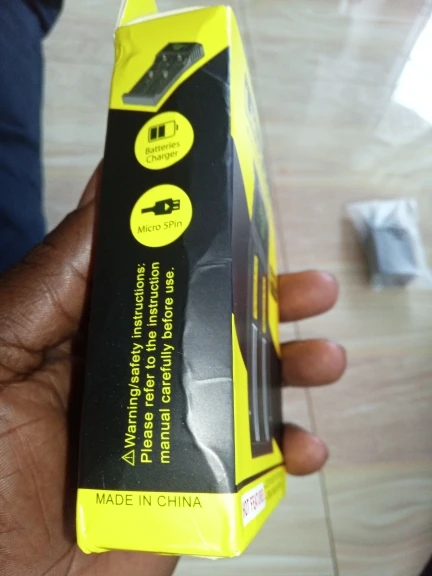 Batteries
Charger
Micro 5Pin
⚠Warning/safety instructions:
Please refer to the instruction
manual carefully before use.
MADE IN CHINA